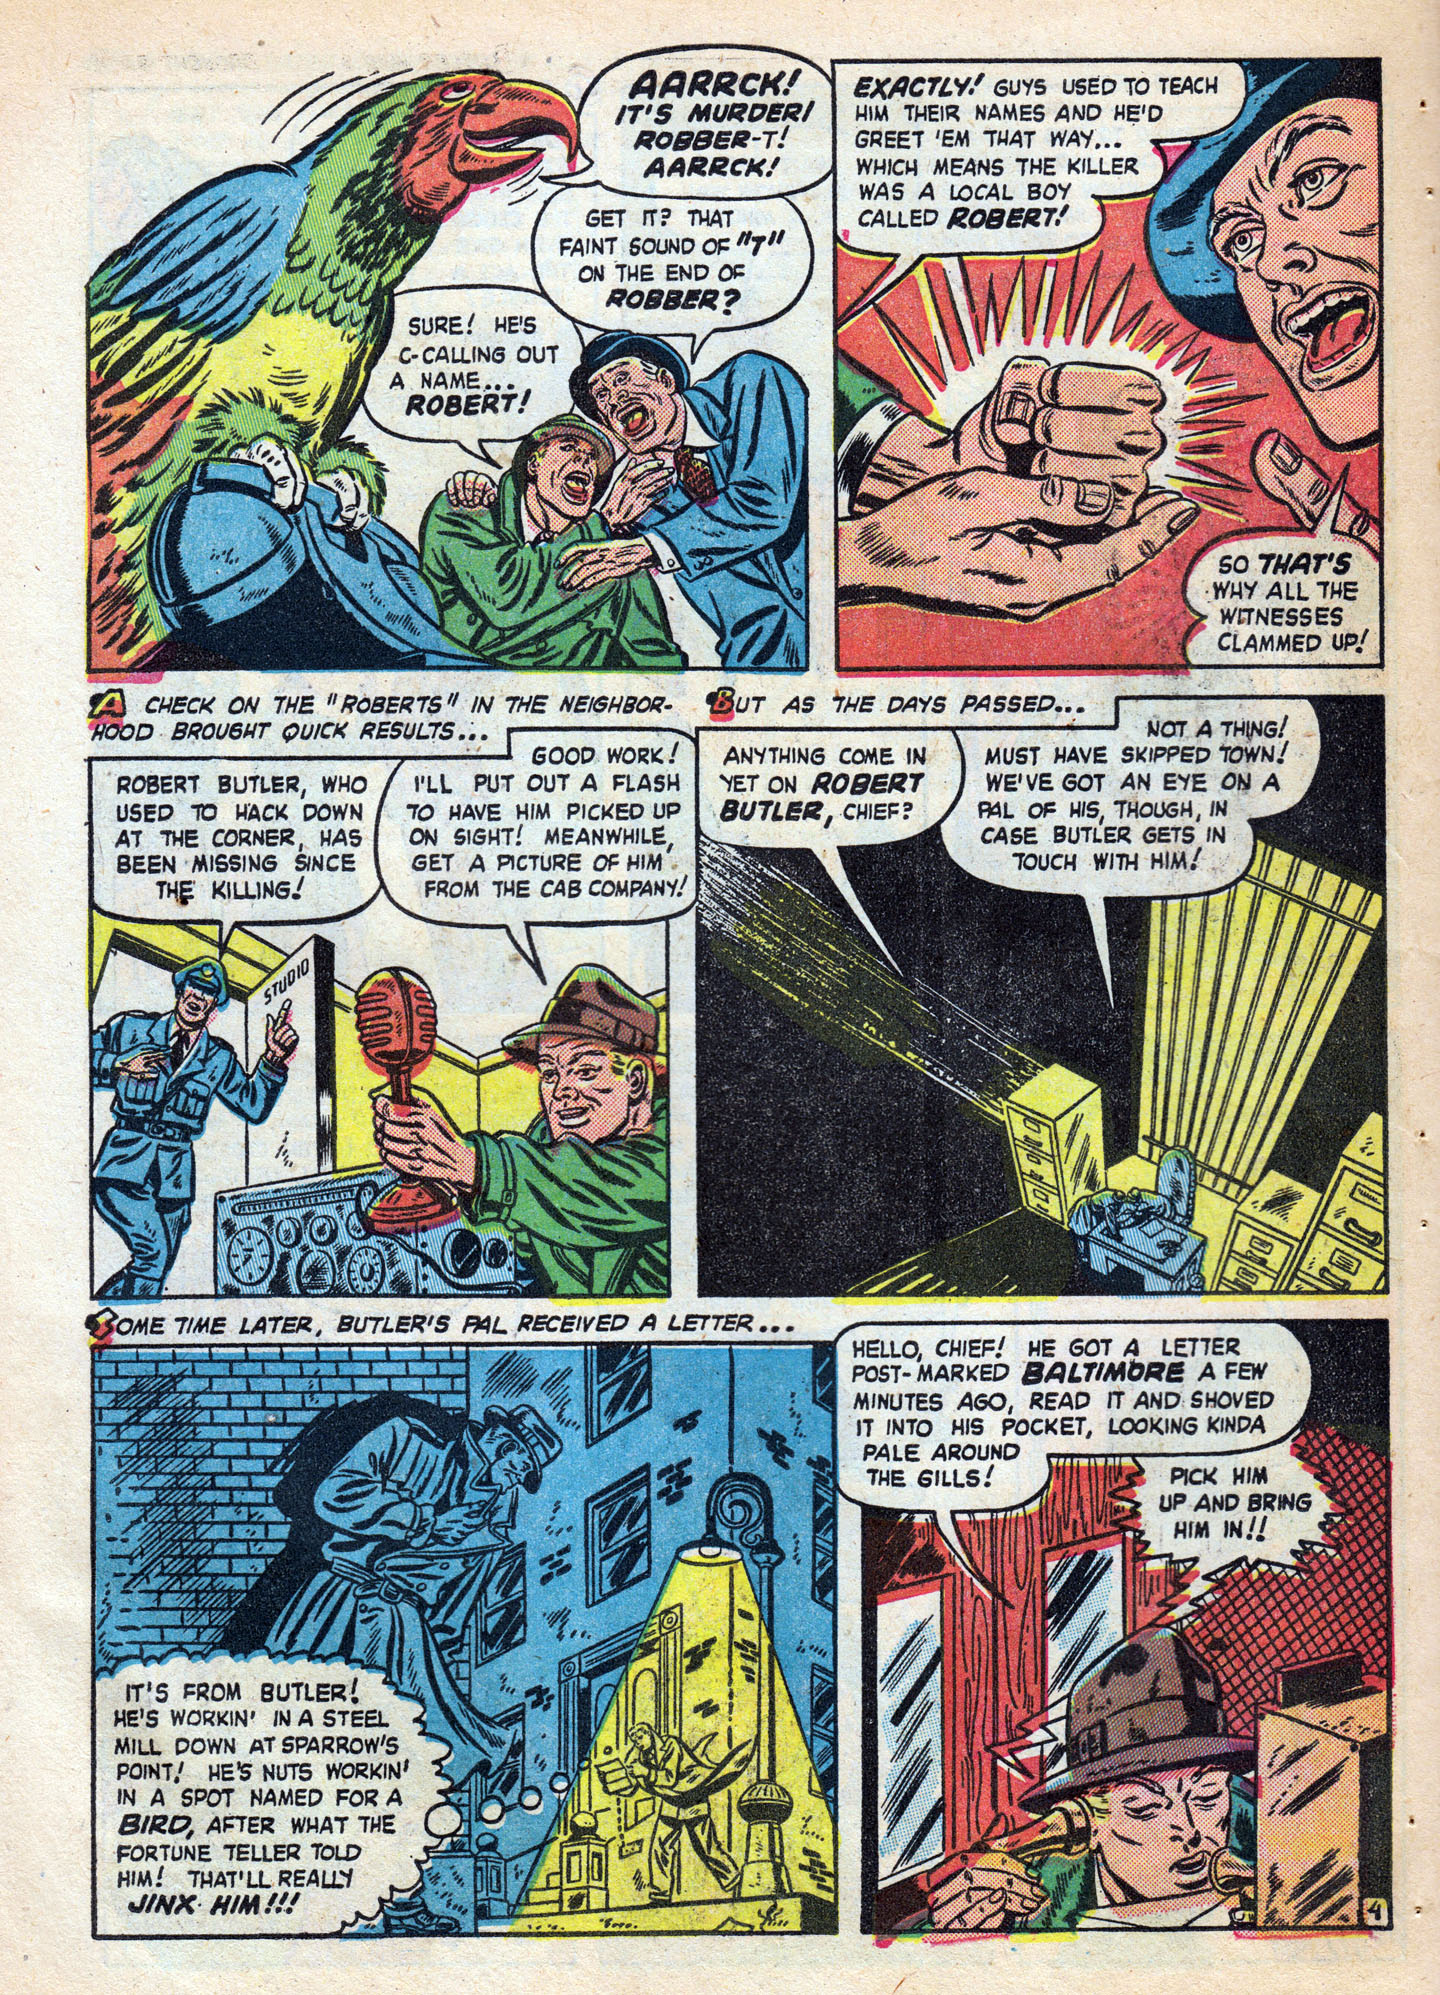 AARRCK!
IT'S MURDER!
ROBBER-T!
AARRCK!
GET IT? THAT
FAINT SOUND OF "T"
ON THE END OF
ROBBER?
SURE! HE'S
C-CALLING OUT
A NAME...
ROBERT!
EXACTLY! GUYS USED TO TEACH
HIM THEIR NAMES AND HE'D
GREET 'EM THAT WAY...
WHICH MEANS THE KILLER
WAS A LOCAL BOY
CALLED ROBERT!
SO THAT'S
WHY ALL THE
WITNESSES
CLAMMED UP!
A CHECK ON THE "ROBERTS" IN THE NEIGHBOR-
HOOD BROUGHT QUICK RESULTS...
ROBERT BUTLER, WHO
USED TO HACK DOWN
AT THE CORNER, HAS
BEEN MISSING SINCE
THE KILLING!
GOOD WORK!
I'LL PUT OUT A FLASH
TO HAVE HIM PICKED UP
ON SIGHT! MEANWHILE,
GET A PICTURE OF HIM
FROM THE CAB COMPANY!
STUDIO
BUT AS THE DAYS PASSED...
ANYTHING COME IN
YET ON ROBERT
BUTLER, CHIEF?
NOT A THING!
MUST HAVE SKIPPED TOWN!
WE'VE GOT AN EYE ON A
PAL OF HIS, THOUGH, IN
CASE BUTLER GETS IN
TOUCH WITH HIM!
SOME TIME LATER, BUTLER'S PAL RECEIVED A LETTER...
IT'S FROM BUTLER!
HE'S WORKIN' IN A STEEL
MILL DOWN AT SPARROW'S
POINT! HE'S NUTS WORKIN'
IN A SPOT NAMED FOR A
BIRD, AFTER WHAT THE
FORTUNE TELLER TOLD
HIM! THAT'LL REALLY
JINX HIM!!!
HELLO, CHIEF! HE GOT A LETTER
POST-MARKED BALTIMORE A FEW
MINUTES AGO, READ IT AND SHOVED
IT INTO HIS POCKET, LOOKING KINDA
PALE AROUND
THE GILLS!
PICK HIM
UP AND BRING
HIM IN!!
4